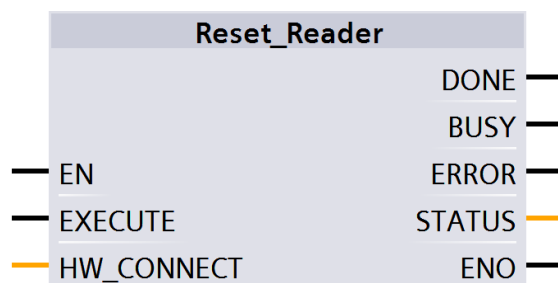 Reset_Reader
DONE
BUSY
EN ERROR
EXECUTE STATUS
HW_CONNECT ENO